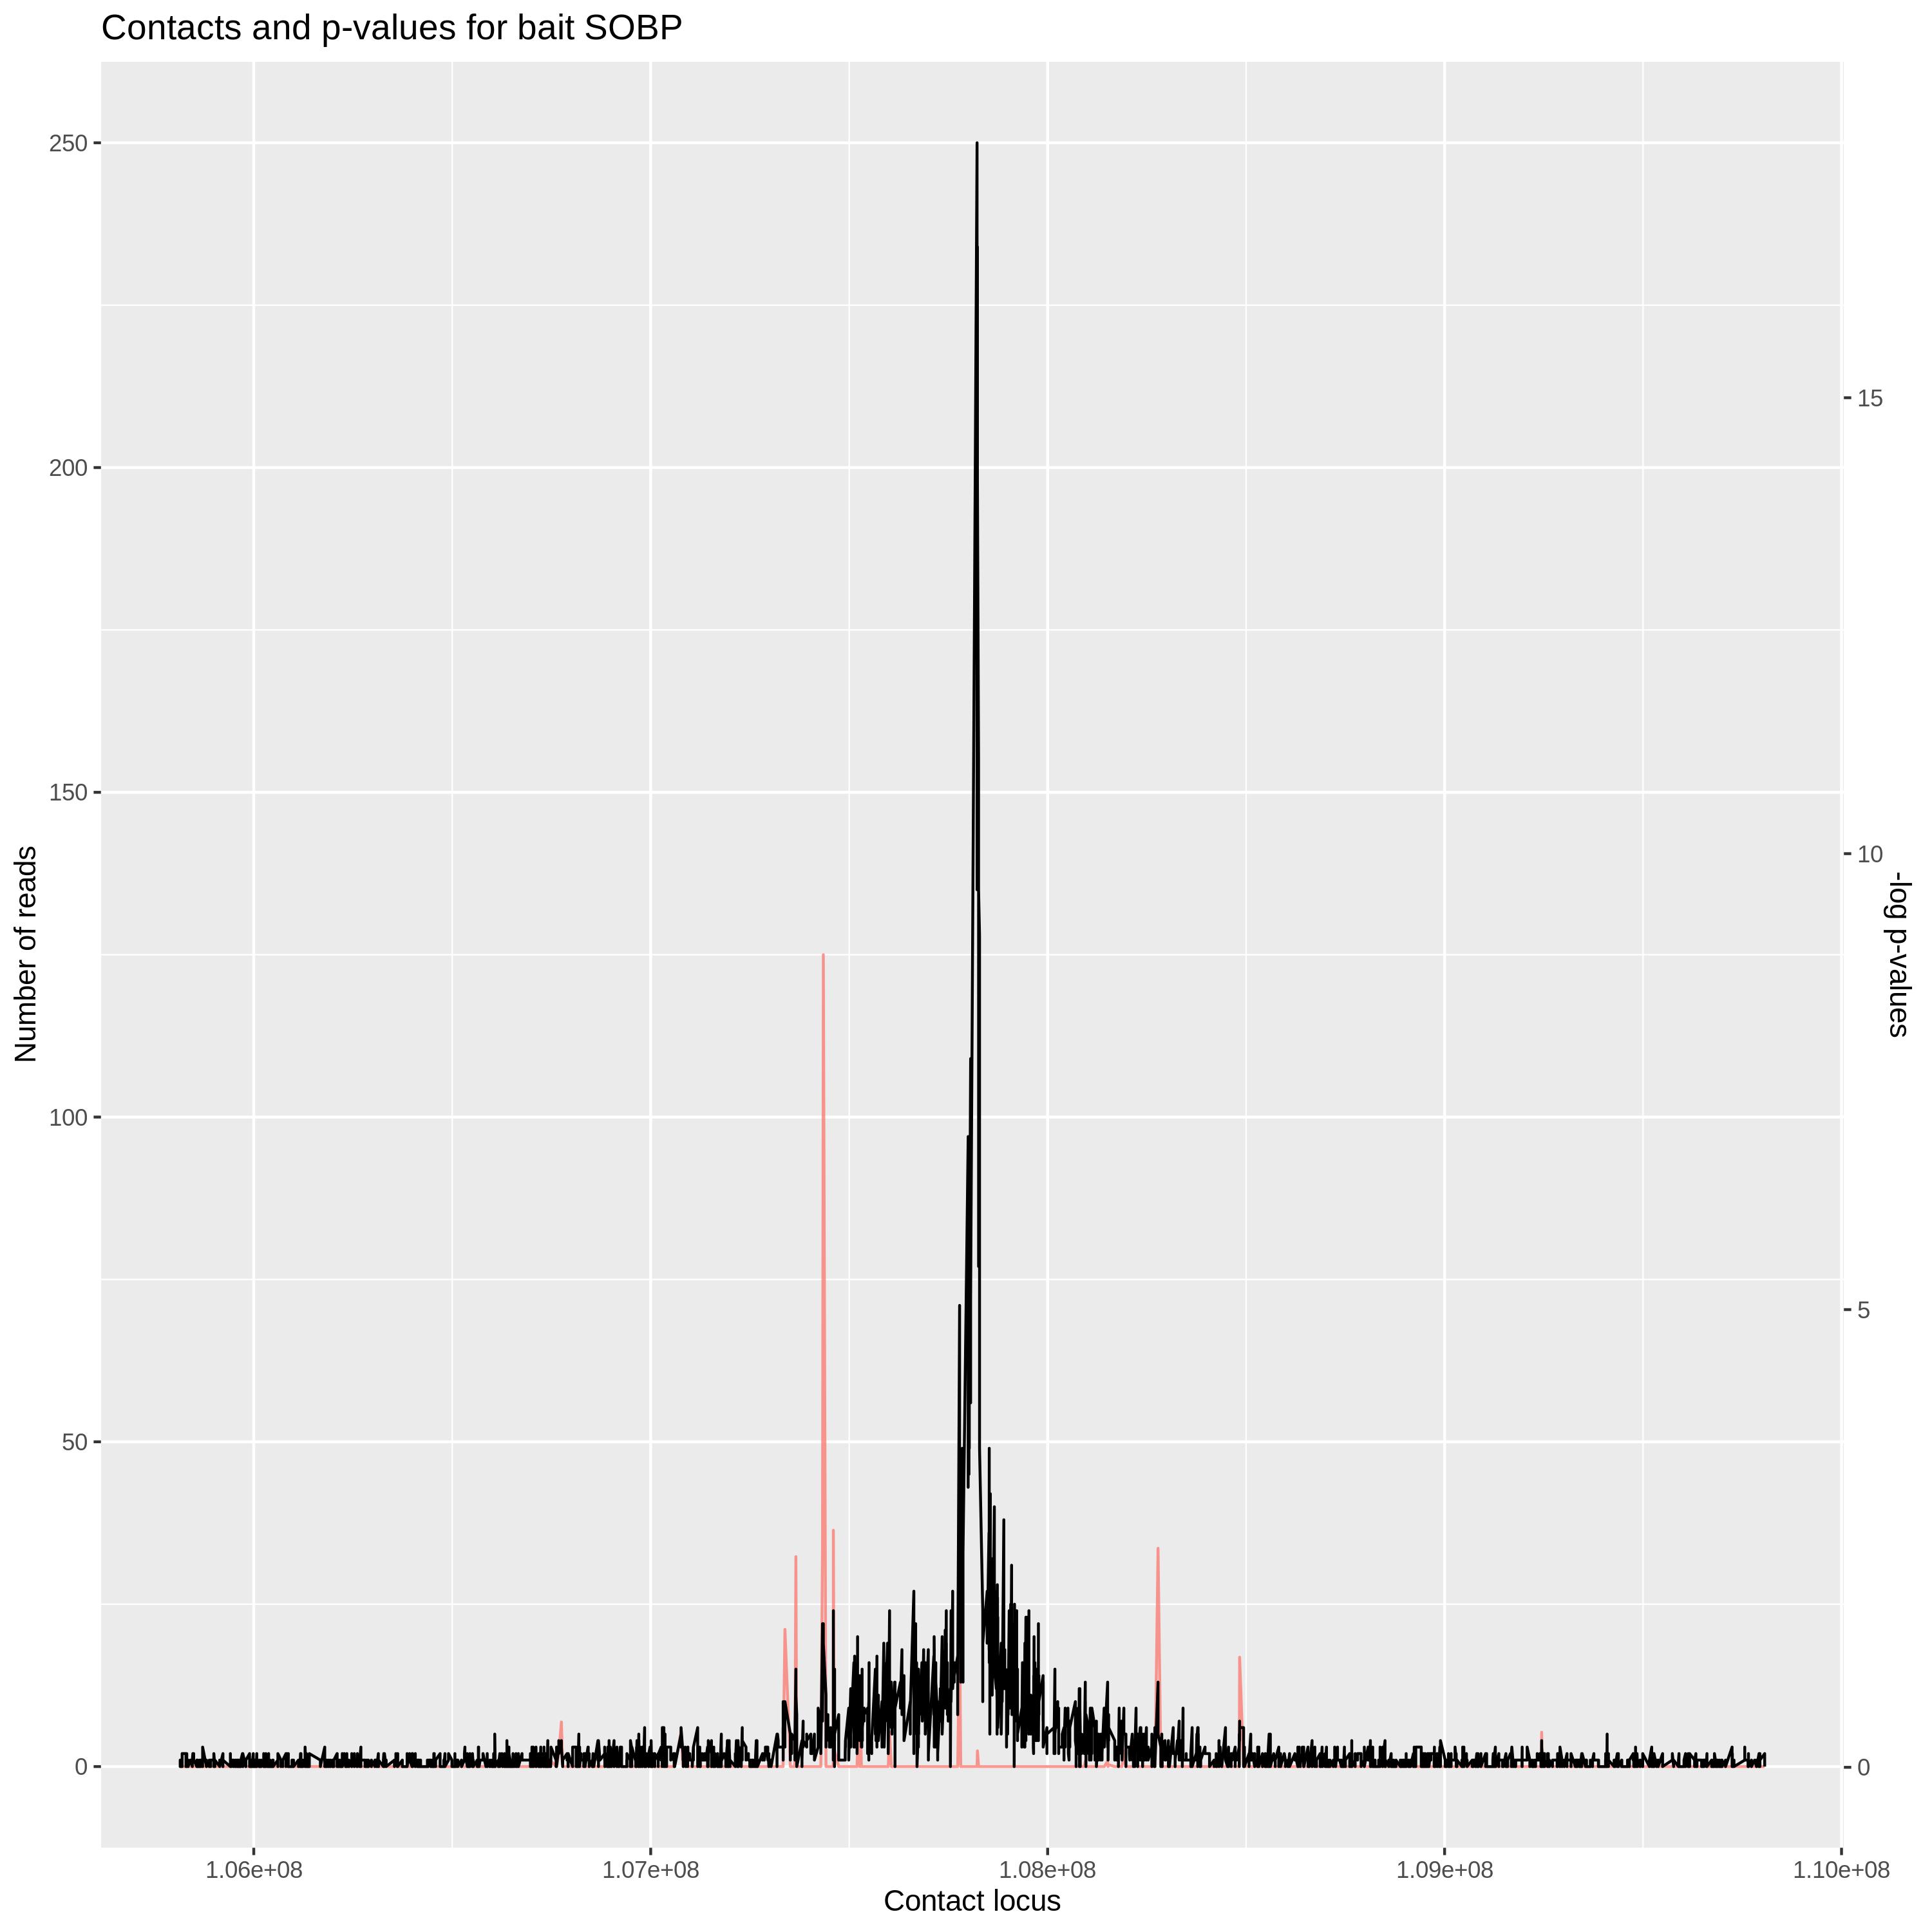 Contacts and p-values for bait SOBP
250
200
150
100
50
0
Number of reads
15
10
5
0
-log p-values
1.06e+08
1.07e+08
1.08e+08
1.09e+08
1.10e+08
Contact locus